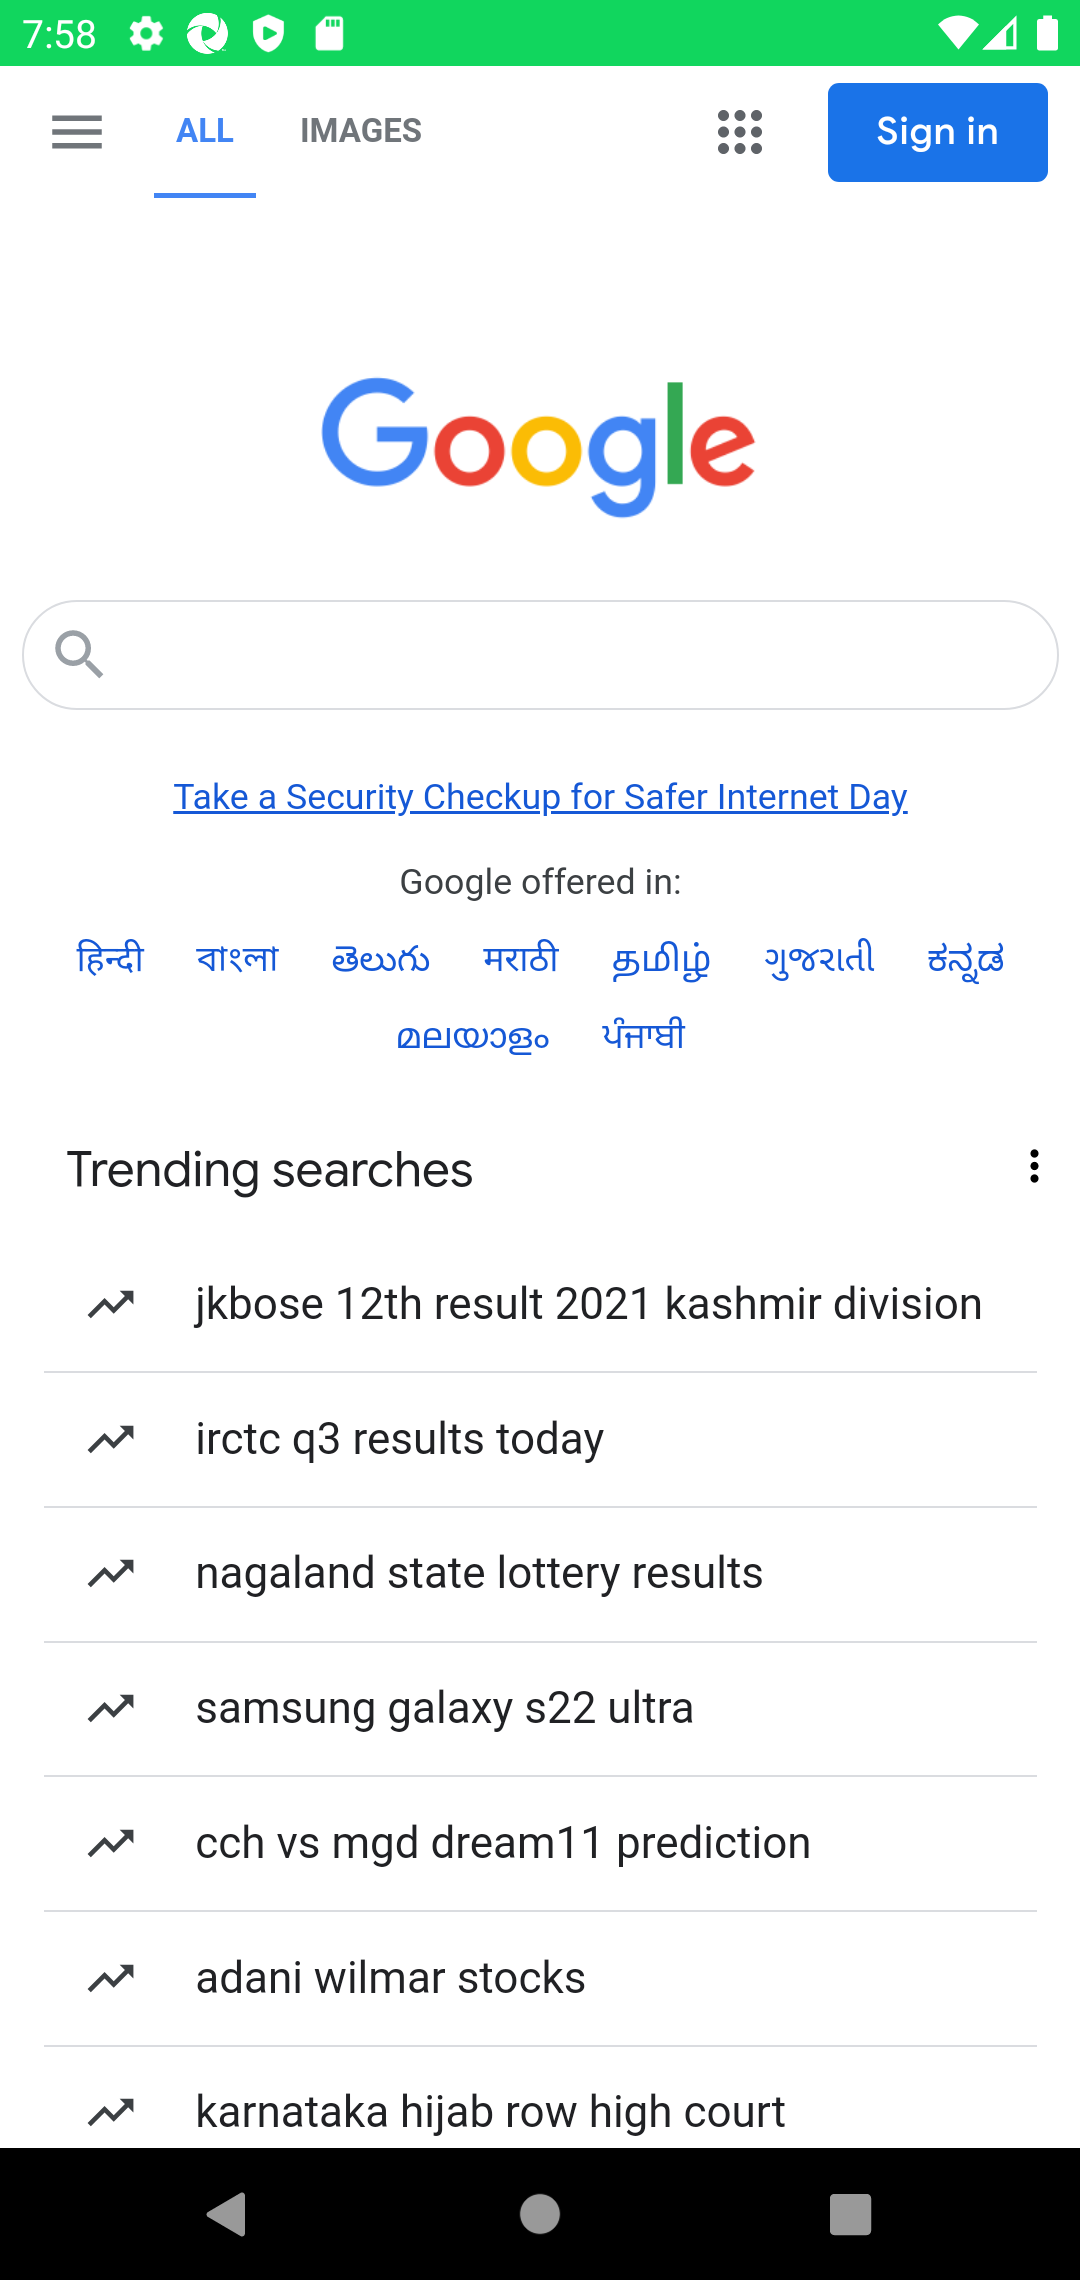 7:58
ALL IMAGES Sign in
Google
Take a Security Checkup for Safer Internet Day
Google offered in:
हिन्दी বাংলা తెలుగు मराठी தமிழ் ગુજરાતી ಕನ್ನಡ
മലയാളം ਪੰਜਾਬੀ
Trending searches
jkbose 12th result 2021 kashmir division
irctc q3 results today
nagaland state lottery results
samsung galaxy s22 ultra
cch vs mgd dream11 prediction
adani wilmar stocks
karnataka hijab row high court